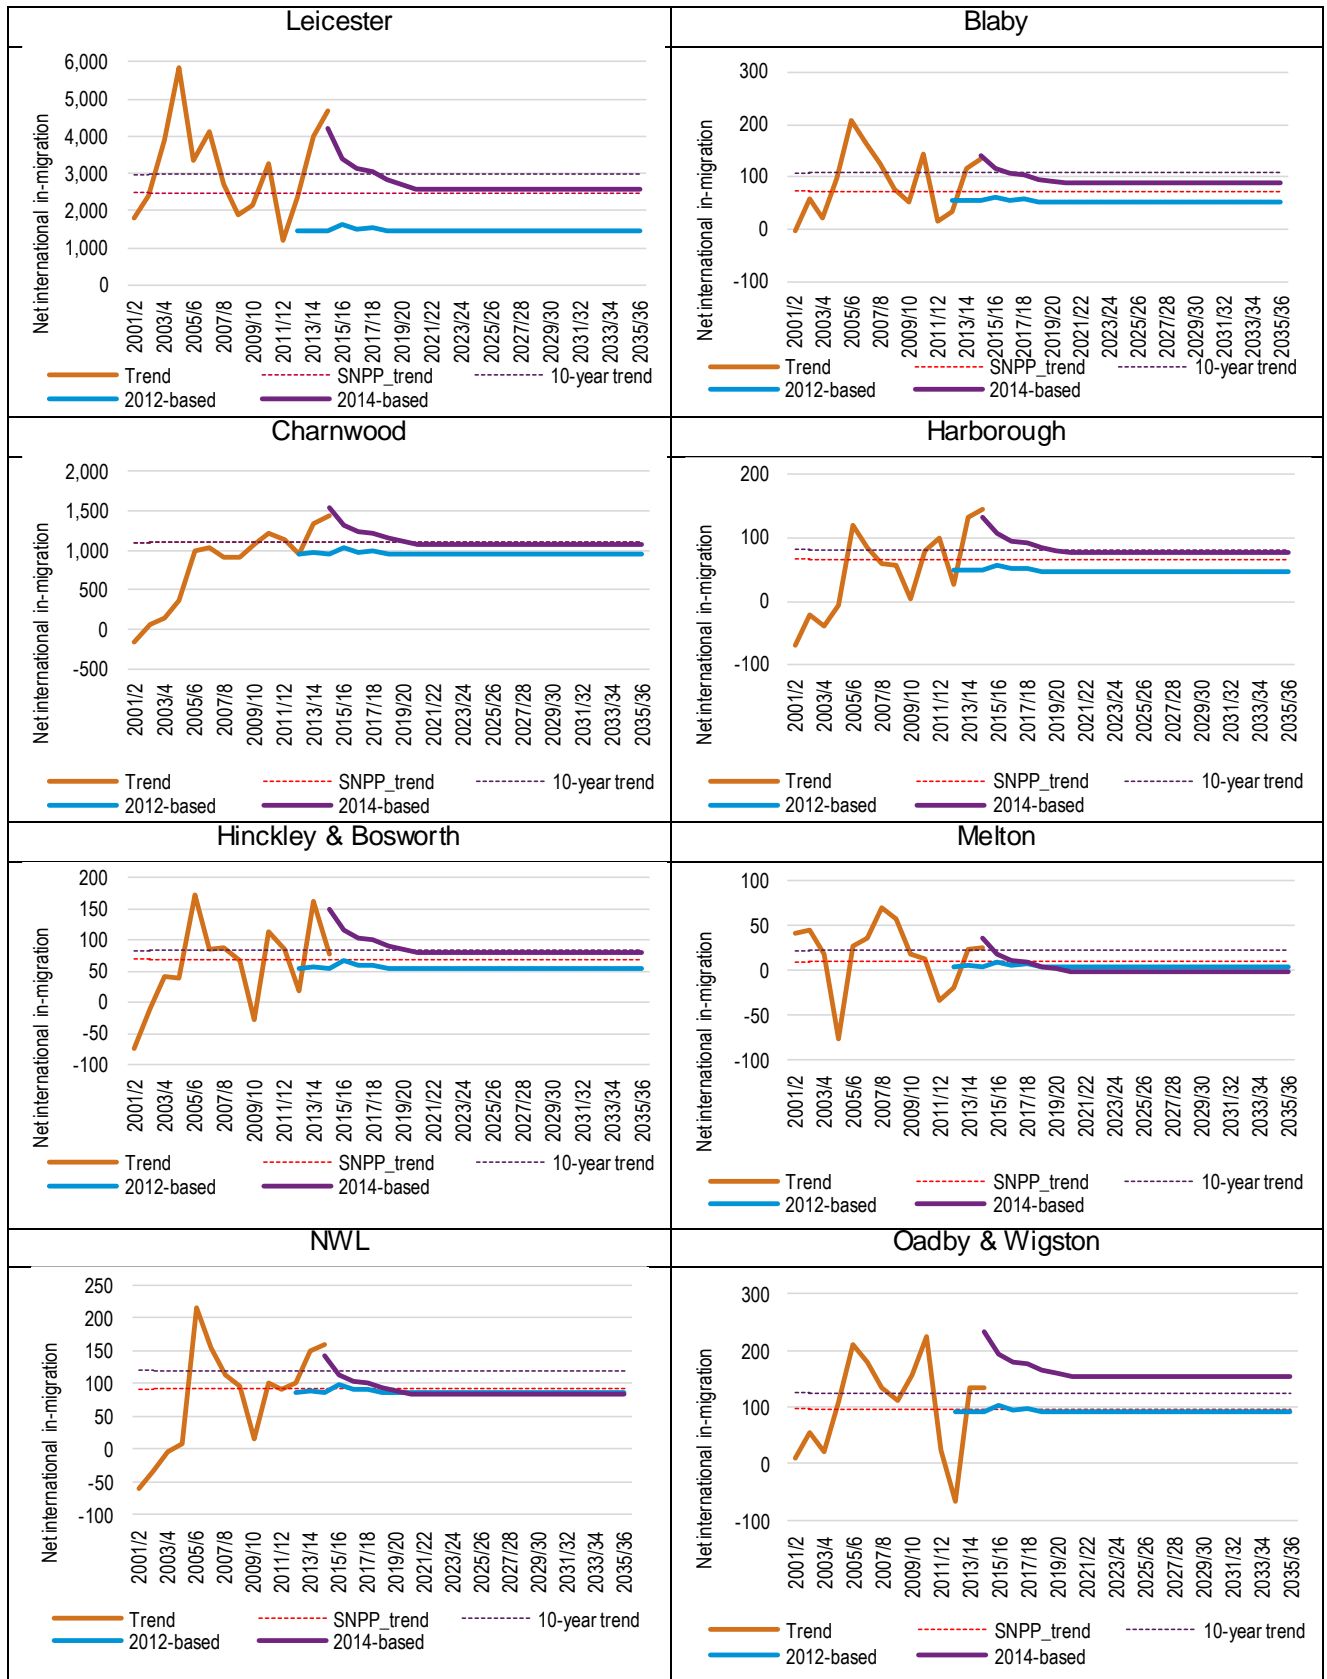 Leicester
Net international in-migration
6,000
5,000
4,000
3,000
2,000
1,000
0
2001/2 2003/4 2005/6 2007/8 2009/10 2011/12 2013/14 2015/16 2017/18 2019/20 2021/22 2023/24 2025/26 2027/28 2029/30 2031/32 2033/34 2035/36
Trend SNPP_trend 10-year trend
2012-based 2014-based
Blaby
Net international in-migration
300
200
100
0
-100
2001/2 2003/4 2005/6 2007/8 2009/10 2011/12 2013/14 2015/16 2017/18 2019/20 2021/22 2023/24 2025/26 2027/28 2029/30 2031/32 2033/34 2035/36
Trend SNPP_trend 10-year trend
2012-based 2014-based
Charnwood
Net international in-migration
2,000
1,500
1,000
500
0
-500
2001/2 2003/4 2005/6 2007/8 2009/10 2011/12 2013/14 2015/16 2017/18 2019/20 2021/22 2023/24 2025/26 2027/28 2029/30 2031/32 2033/34 2035/36
Trend SNPP_trend 10-year trend
2012-based 2014-based
Harborough
Net international in-migration
200
100
0
-100
2001/2 2003/4 2005/6 2007/8 2009/10 2011/12 2013/14 2015/16 2017/18 2019/20 2021/22 2023/24 2025/26 2027/28 2029/30 2031/32 2033/34 2035/36
Trend SNPP_trend 10-year trend
2012-based 2014-based
Hinckley & Bosworth
Net international in-migration
200
150
100
50
0
-50
-100
2001/2 2003/4 2005/6 2007/8 2009/10 2011/12 2013/14 2015/16 2017/18 2019/20 2021/22 2023/24 2025/26 2027/28 2029/30 2031/32 2033/34 2035/36
Trend SNPP_trend 10-year trend
2012-based 2014-based
Melton
Net international in-migration
100
50
0
-50
-100
2001/2 2003/4 2005/6 2007/8 2009/10 2011/12 2013/14 2015/16 2017/18 2019/20 2021/22 2023/24 2025/26 2027/28 2029/30 2031/32 2033/34 2035/36
Trend SNPP_trend 10-year trend
2012-based 2014-based
NWL
Net international in-migration
250
200
150
100
50
0
-50
-100
2001/2 2003/4 2005/6 2007/8 2009/10 2011/12 2013/14 2015/16 2017/18 2019/20 2021/22 2023/24 2025/26 2027/28 2029/30 2031/32 2033/34 2035/36
Trend SNPP_trend 10-year trend
2012-based 2014-based
Oadby & Wigston
Net international in-migration
300
200
100
0
-100
2001/2 2003/4 2005/6 2007/8 2009/10 2011/12 2013/14 2015/16 2017/18 2019/20 2021/22 2023/24 2025/26 2027/28 2029/30 2031/32 2033/34 2035/36
Trend SNPP_trend 10-year trend
2012-based 2014-based